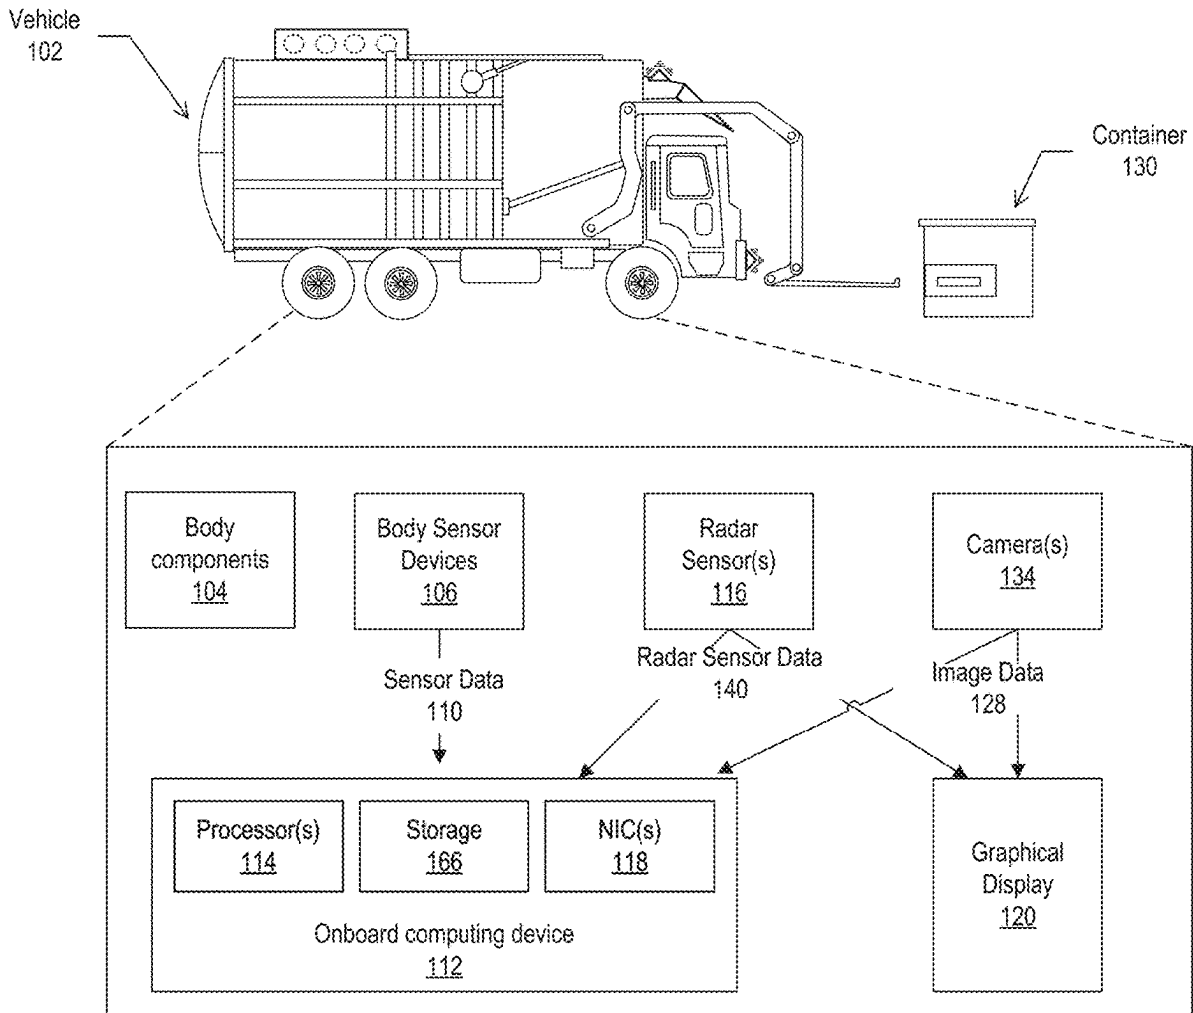 Vehicle
102
Container
130
Body
components
104
Body Sensor
Devices
106
Radar
Sensor(s)
116
Camera(s)
134
Sensor Data
110
Radar Sensor Data
140
Image Data
128
Processor(s)
114
Storage
166
NIC(s)
118
Onboard computing device
112
Graphical
Display
120